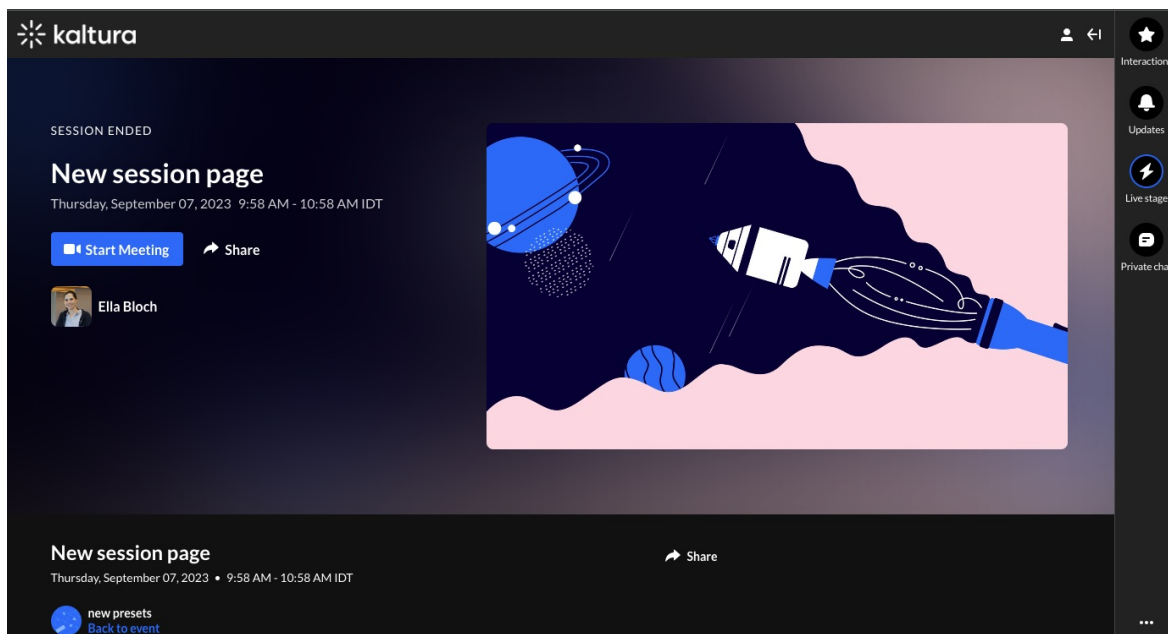 kaltura
SESSION ENDED
New session page
Thursday, September 07, 2023 9:58 AM - 10:58 AM IDT
Start Meeting
Share
Ella Bloch
New session page
Thursday, September 07, 2023 • 9:58 AM - 10:58 AM IDT
Share
new presets
Back to event
Interaction
Updates
Live stage
Private cha